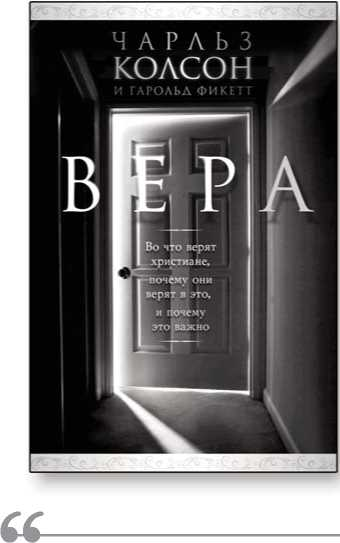 ЧАРЛЬЗ
КОЛСОН
И ГАРОЛЬД ФИКЕТТ
ВЕРА
Во что верят
христиане,
почему они
верят в это,
и почему
это важно
“